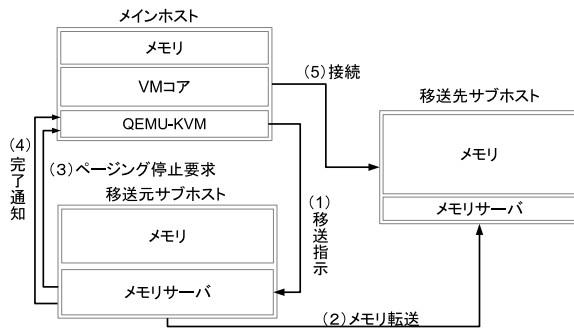 メインホスト
メモリ
VMコア
QEMU-KVM
(5)接続
移送先サブホスト
メモリ
メモリサーバ
(4)完了通知
(3)ページング停止要求
移送元サブホスト
メモリ
メモリサーバ
(1)移送指示
(2)メモリ転送